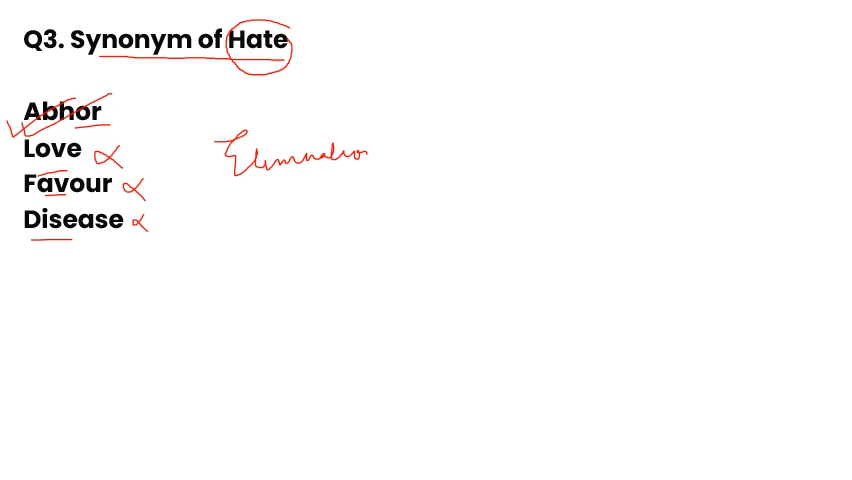 Q3. Synonym of Hate
Abhor
Love
Elimination
Favour
Disease